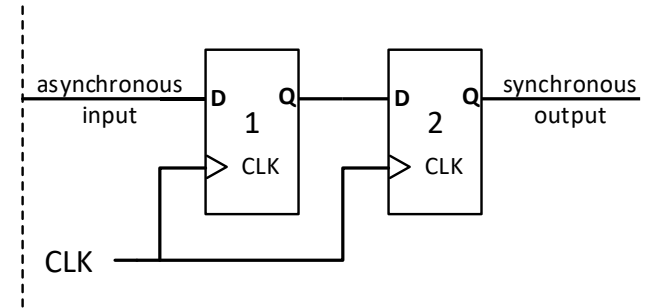 asynchronous
input
D
Q
1
CLK
D
Q
2
CLK
synchronous
output
CLK